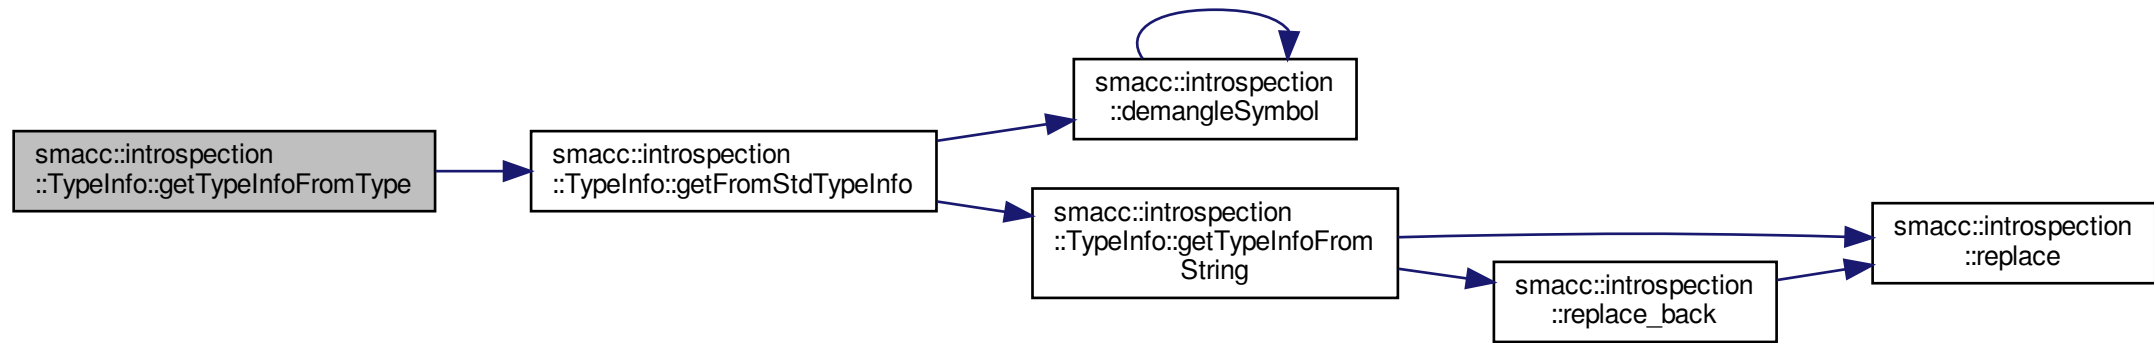 smacc::introspection
::TypeInfo::getTypeInfoFromType
smacc::introspection
::TypeInfo::getFromStdTypeInfo
smacc::introspection
::demangleSymbol
smacc::introspection
::TypeInfo::getTypeInfoFrom
String
smacc::introspection
::replace_back
smacc::introspection
::replace